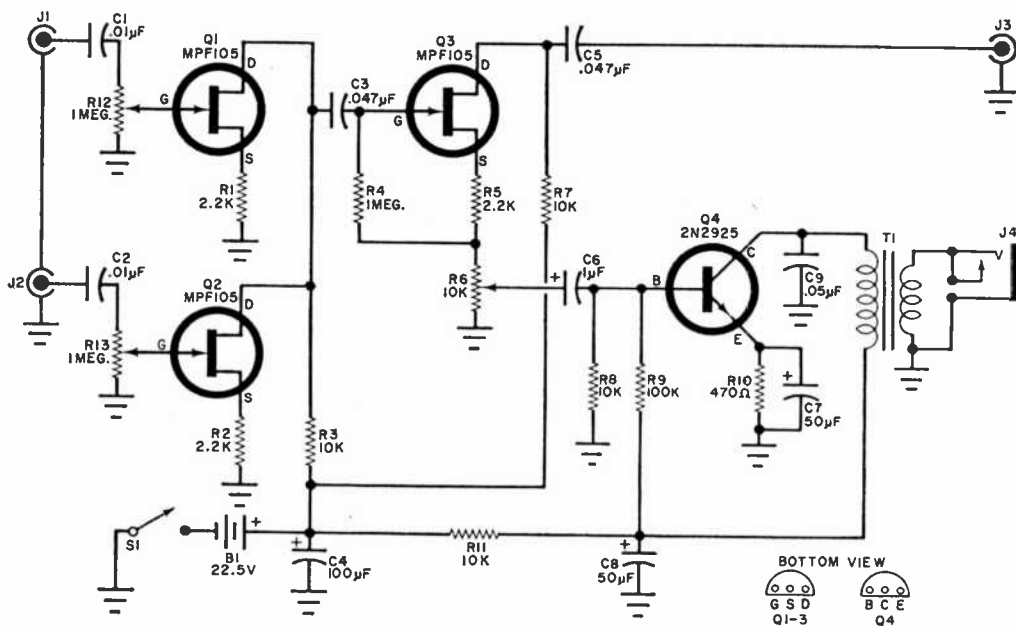 J1
C1
.01µF
Q1
MPF105
D
G
S
R12
1MEG.
R1
2.2K
C3
.047µF
Q3
MPF105
D
G
S
C5
.047µF
J3
R4
1MEG.
R5
2.2K
R7
10K
J2
C2
.01µF
Q2
MPF105
D
G
S
R13
1MEG.
R2
2.2K
R3
10K
R6
10K
+
C6
1µF
Q4
2N2925
B
C
E
C9
.05µF
T1
J4
V
R8
10K
R9
100K
R10
470Ω
+
C7
50µF
S1
+
B1
22.5V
+
C4
100µF
R11
10K
+
C8
50µF
BOTTOM VIEW
G S D
Q1-3
B C E
Q4